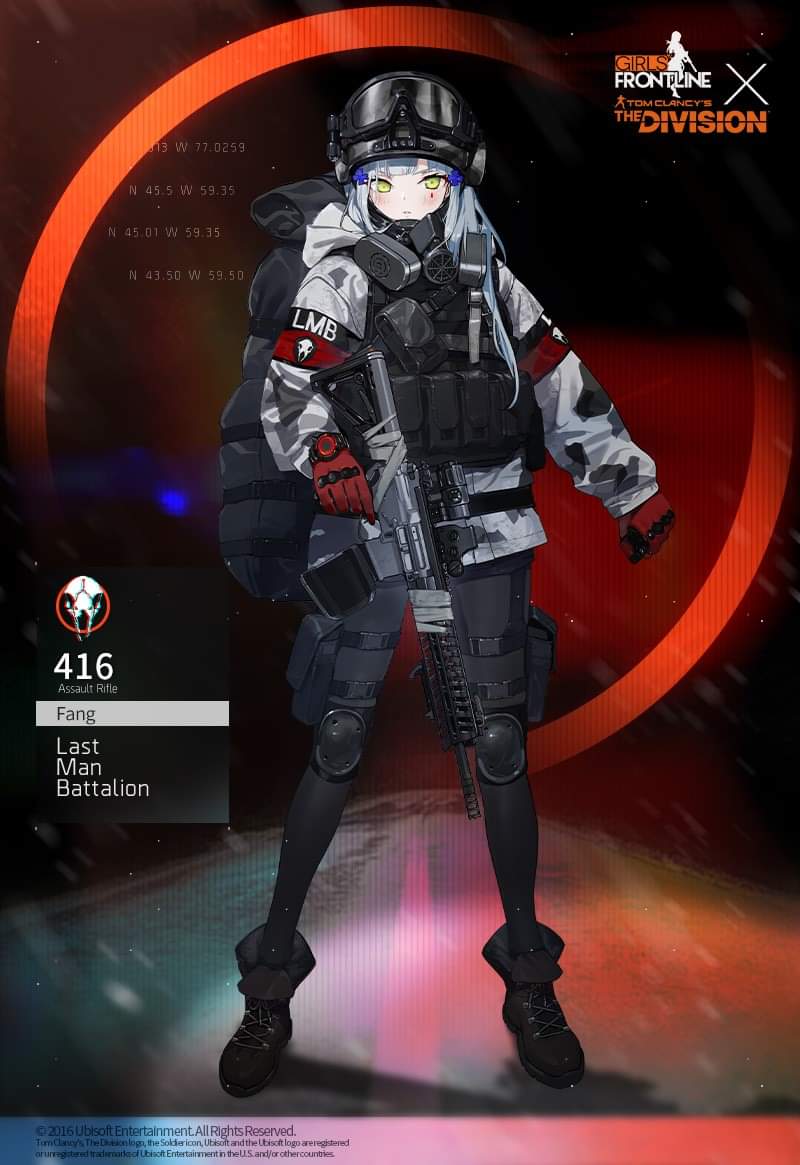 GIRLS'
FRONTLINE
X
TOM CLANCY'S
THE DIVISION
W 77.0259
N 45.5 W 59.35
N 45.01 W 59.35
N 43.50 W 59.50
LMB
416
Assault Rifle
Fang
Last
Man
Battalion
© 2016 Ubisoft Entertainment. All Rights Reserved.
Tom Clancy's, The Division logo, the Soldier icon, Ubisoft and the Ubisoft logo are registered
or unregistered trademarks of Ubisoft Entertainment in the U.S. and/or other countries.